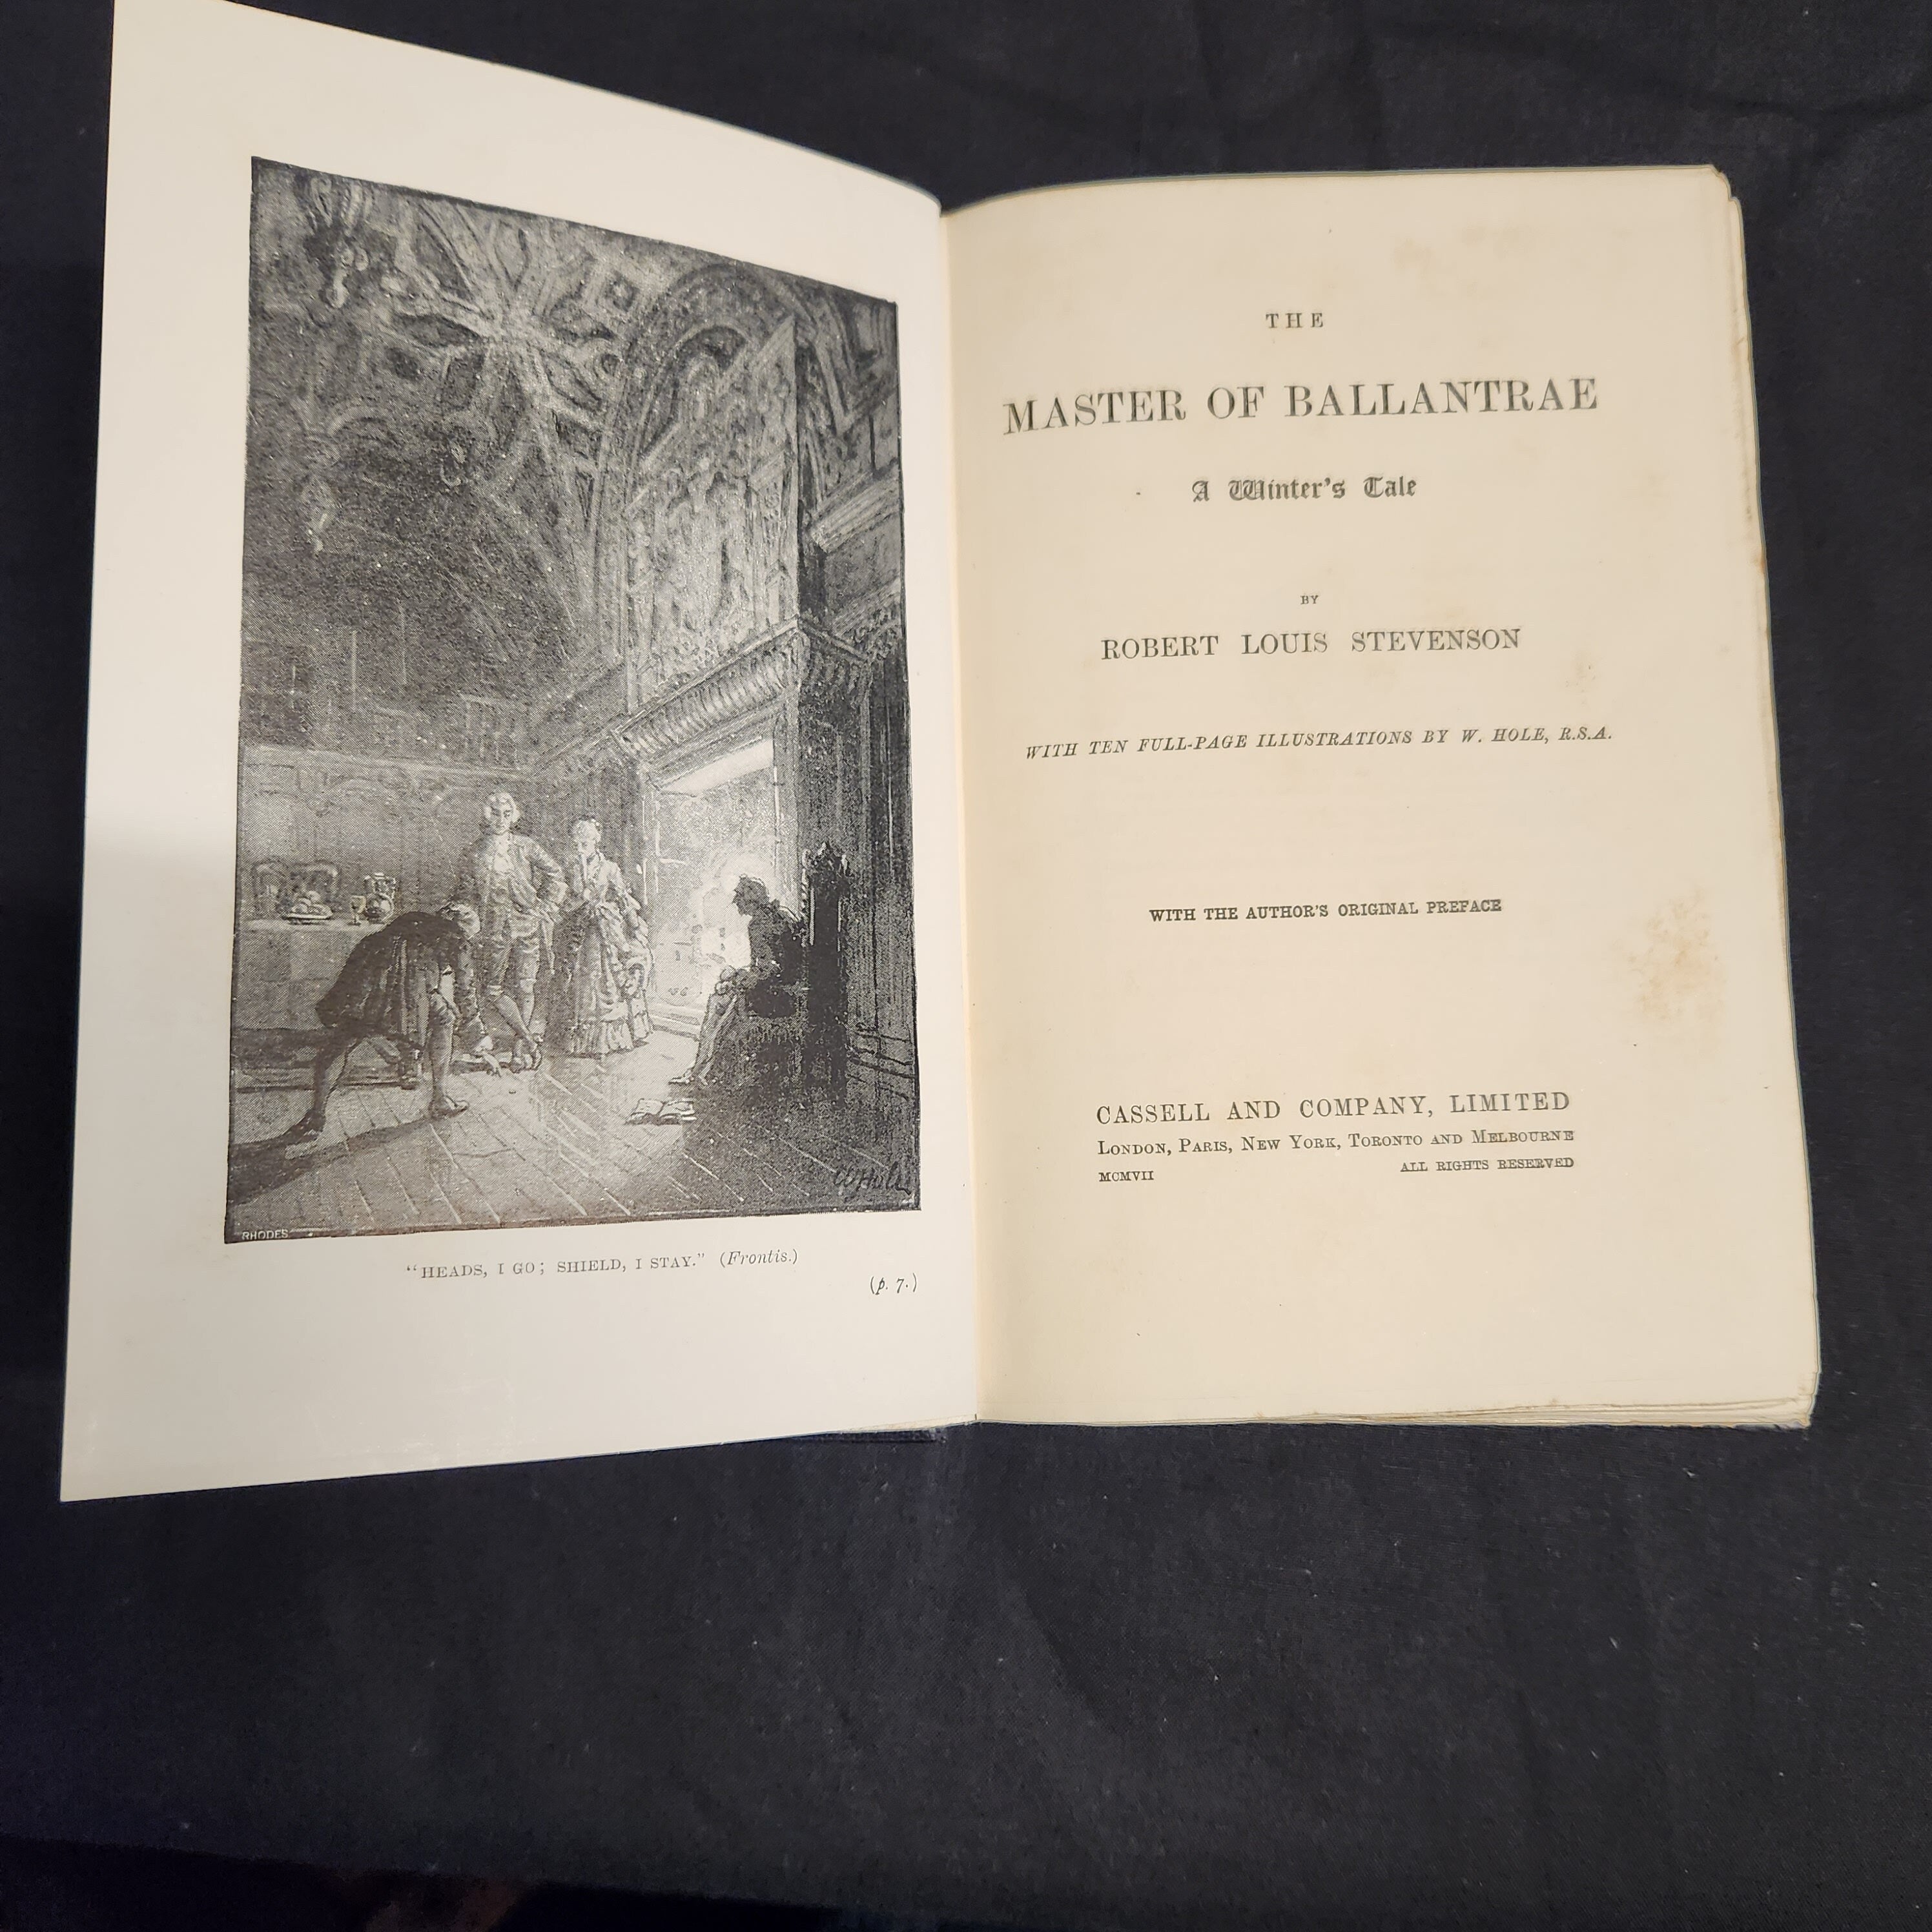 W Hole
RHODES
"HEADS, I GO; SHIELD, I STAY." (Frontis.)
(p. 7.)
THE
MASTER OF BALLANTRAE
A Winter's Tale
BY
ROBERT LOUIS STEVENSON
WITH TEN FULL-PAGE ILLUSTRATIONS BY W. HOLE, R.S.A.
WITH THE AUTHOR'S ORIGINAL PREFACE
CASSELL AND COMPANY, LIMITED
LONDON, PARIS, NEW YORK, TORONTO AND MELBOURNE
MCMVII ALL RIGHTS RESERVED